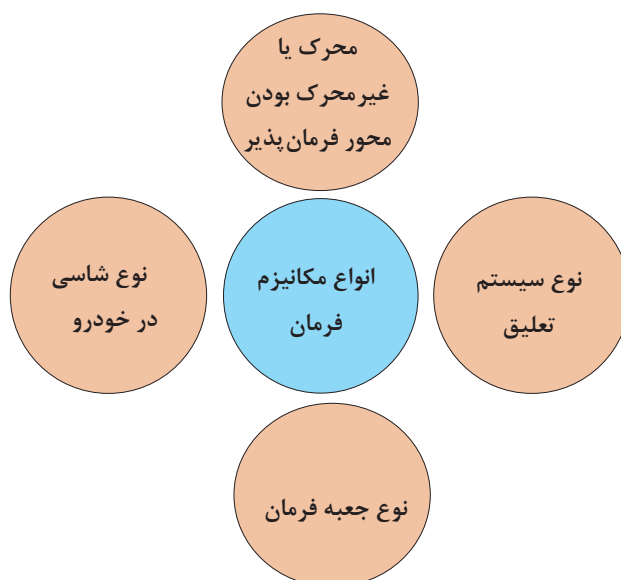 محرک یا
غیرمحرک بودن
محور فرمان‌پذیر
نوع سیستم
تعلیق
انواع مکانیزم
فرمان
نوع شاسی
در خودرو
نوع جعبه فرمان